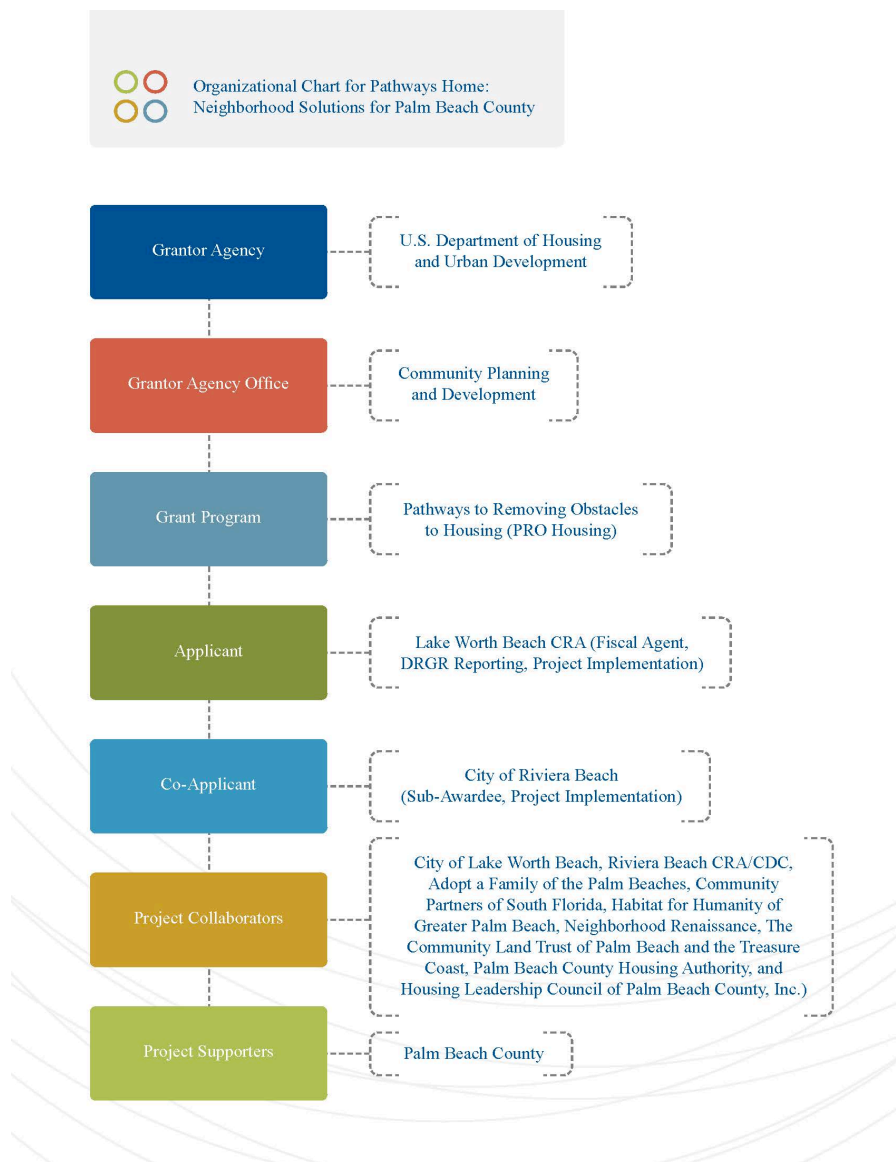 Organizational Chart for Pathways Home:
Neighborhood Solutions for Palm Beach County
Grantor Agency
U.S. Department of Housing
and Urban Development
Grantor Agency Office
Community Planning
and Development
Grant Program
Pathways to Removing Obstacles
to Housing (PRO Housing)
Applicant
Lake Worth Beach CRA (Fiscal Agent,
DRGR Reporting, Project Implementation)
Co-Applicant
City of Riviera Beach
(Sub-Awardee, Project Implementation)
Project Collaborators
City of Lake Worth Beach, Riviera Beach CRA/CDC,
Adopt a Family of the Palm Beaches, Community
Partners of South Florida, Habitat for Humanity of
Greater Palm Beach, Neighborhood Renaissance, The
Community Land Trust of Palm Beach and the Treasure
Coast, Palm Beach County Housing Authority, and
Housing Leadership Council of Palm Beach County, Inc.)
Project Supporters
Palm Beach County